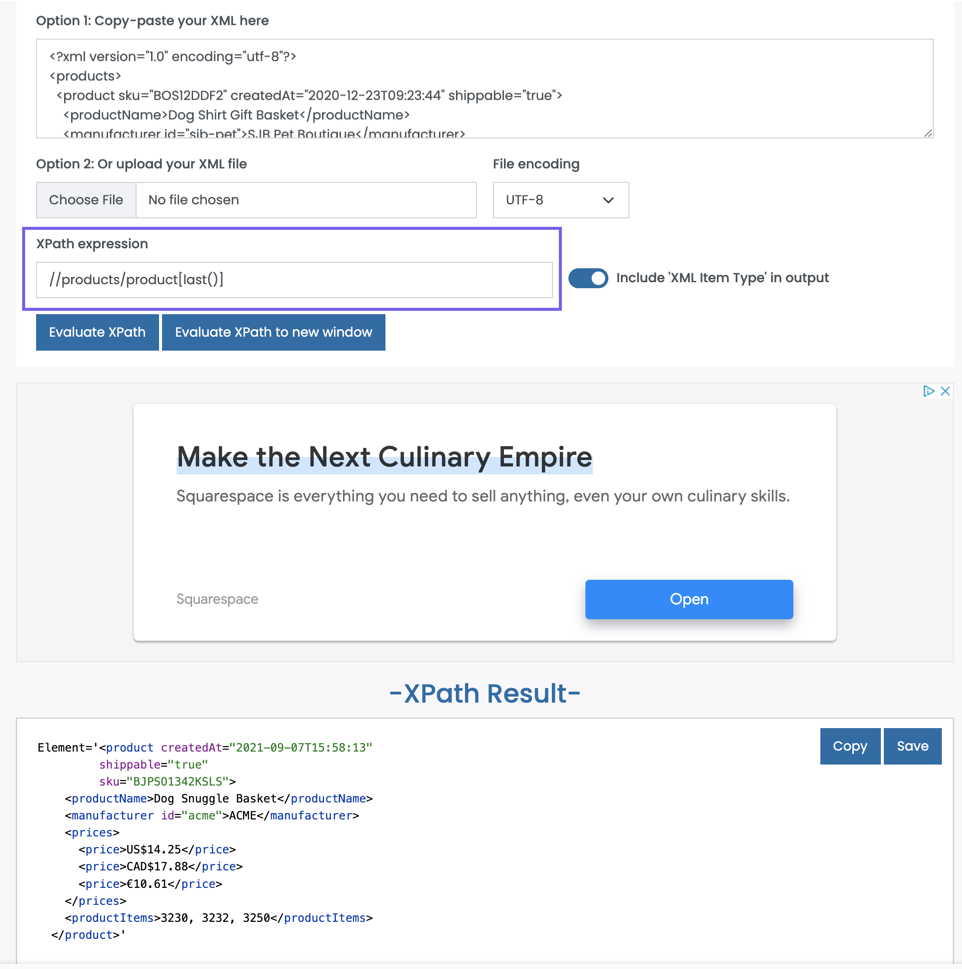 Option 1: Copy-paste your XML here
<?xml version="1.0" encoding="utf-8"?>
<products>
<product sku="BOS12DDF2" createdAt="2020-12-23T09:23:44" shippable="true">
<productName>Dog Shirt Gift Basket</productName>
<manufacturer id="sjb-pet">SJB Pet Boutique</manufacturer>
Option 2: Or upload your XML file
File encoding
Choose File
No file chosen
UTF-8
XPath expression
//products/product[last()]
Include 'XML Item Type' in output
Evaluate XPath
Evaluate XPath to new window
Make the Next Culinary Empire
Squarespace is everything you need to sell anything, even your own culinary skills.
Squarespace
Open
-XPath Result-
Copy
Save
Element='<product createdAt="2021-09-07T15:58:13"
shippable="true"
sku="BJPSO1342KSLS">
<productName>Dog Snuggle Basket</productName>
<manufacturer id="acme">ACME</manufacturer>
<prices>
<price>US$14.25</price>
<price>CAD$17.88</price>
<price>€10.61</price>
</prices>
<productItems>3230, 3232, 3250</productItems>
</product>'